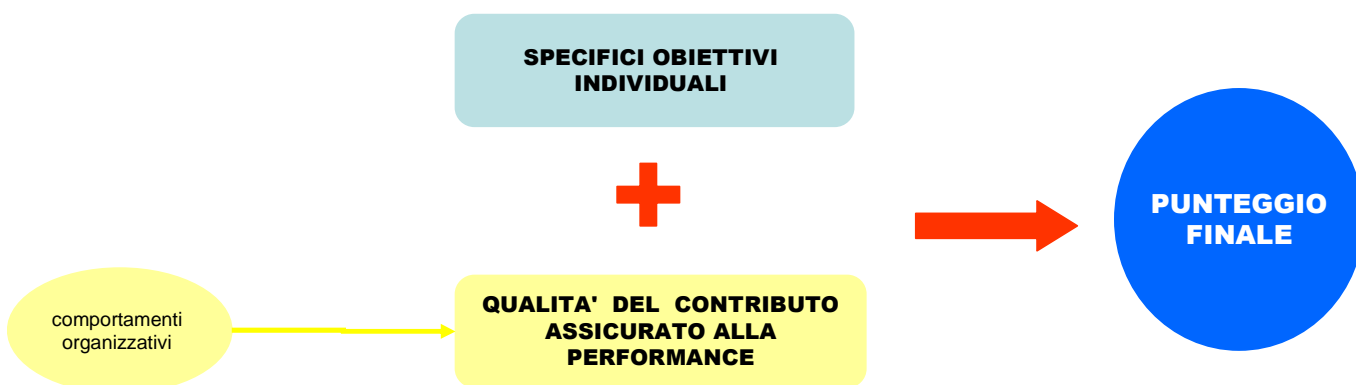 SPECIFICI OBIETTIVI
INDIVIDUALI
PUNTEGGIO
FINALE
comportamenti
organizzativi
QUALITA' DEL CONTRIBUTO
ASSICURATO ALLA
PERFORMANCE